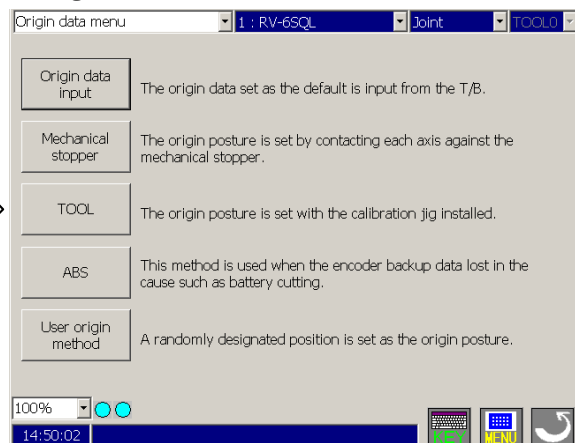 Origin data menu 1 : RV-6SQL Joint TOOL0
Origin data
input
The origin data set as the default is input from the T/B.
Mechanical
stopper
The origin posture is set by contacting each axis against the
mechanical stopper.
TOOL
The origin posture is set with the calibration jig installed.
ABS
This method is used when the encoder backup data lost in the
cause such as battery cutting.
User origin
method
A randomly designated position is set as the origin posture.
100%
14:50:02 KEY MENU